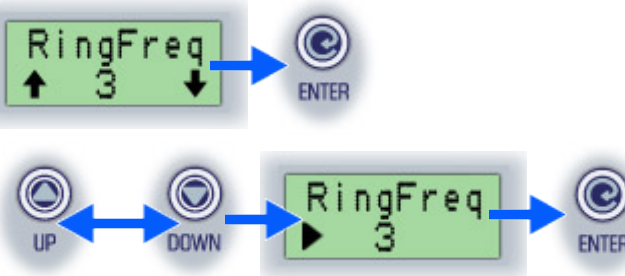 RingFreq
3
ENTER
RingFreq
3
UP
DOWN
ENTER